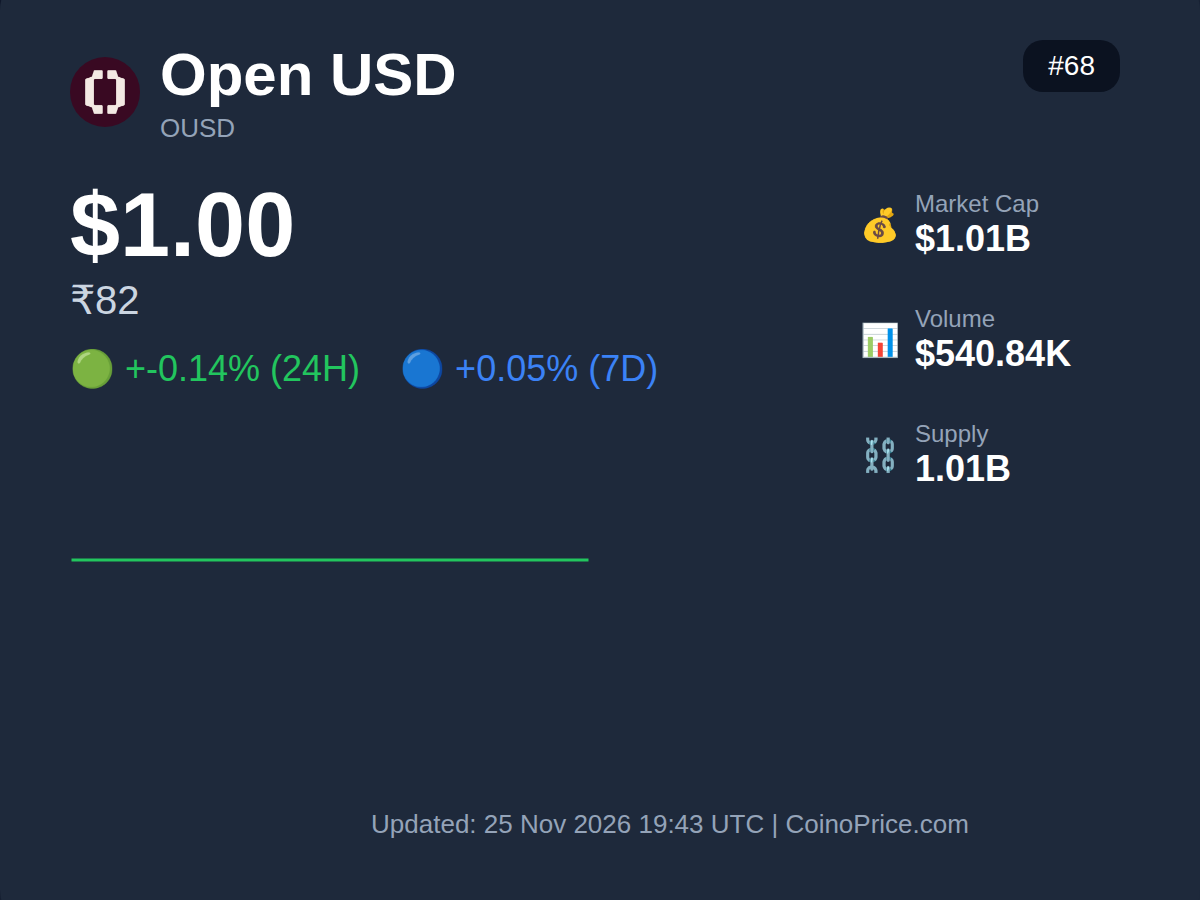 Open USD
OUSD
#68
$1.00
₹82
+-0.14% (24H)
+0.05% (7D)
Market Cap
$1.01B
Volume
$540.84K
Supply
1.01B
Updated: 25 Nov 2026 19:43 UTC | CoinoPrice.com